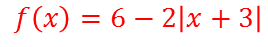 f(x) = 6 − 2|x + 3|